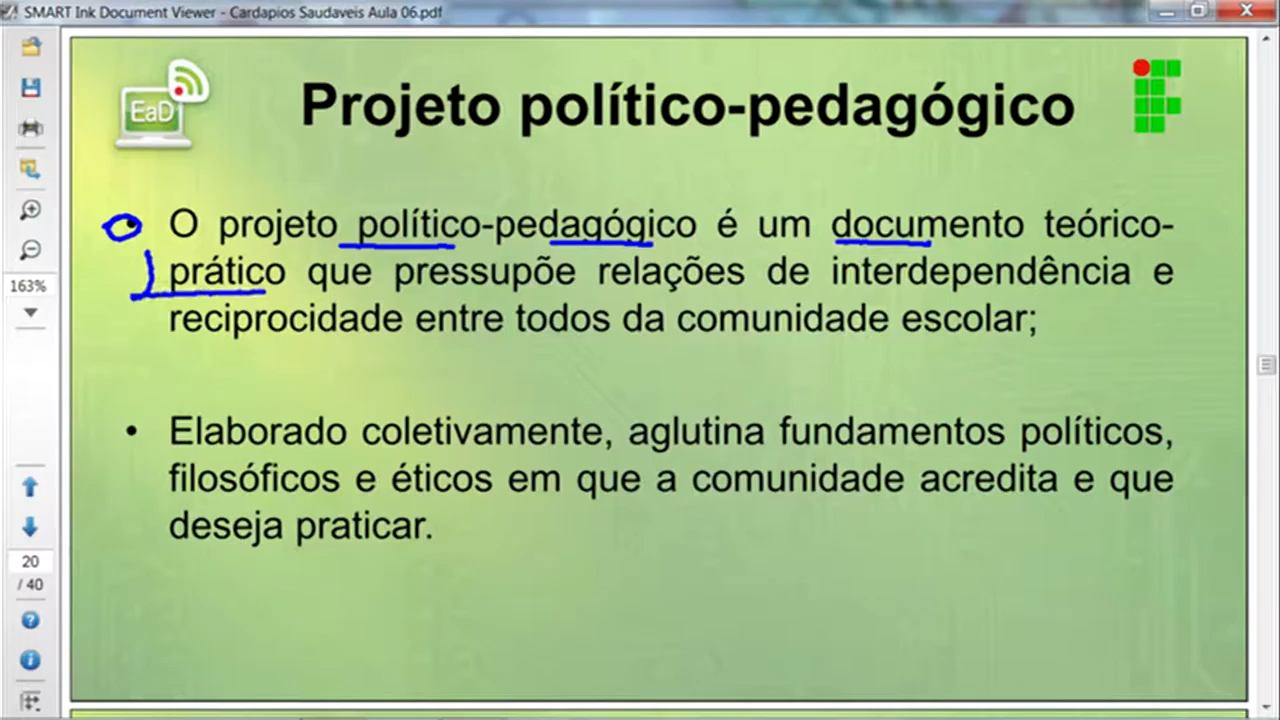 SMART Ink Document Viewer - Cardapios Saudaveis Aula 06.pdf
EaD
Projeto político-pedagógico
• O projeto político-pedagógico é um documento teórico-
prático que pressupõe relações de interdependência e
reciprocidade entre todos da comunidade escolar;
• Elaborado coletivamente, aglutina fundamentos políticos,
filosóficos e éticos em que a comunidade acredita e que
deseja praticar.
163%
20
/ 40